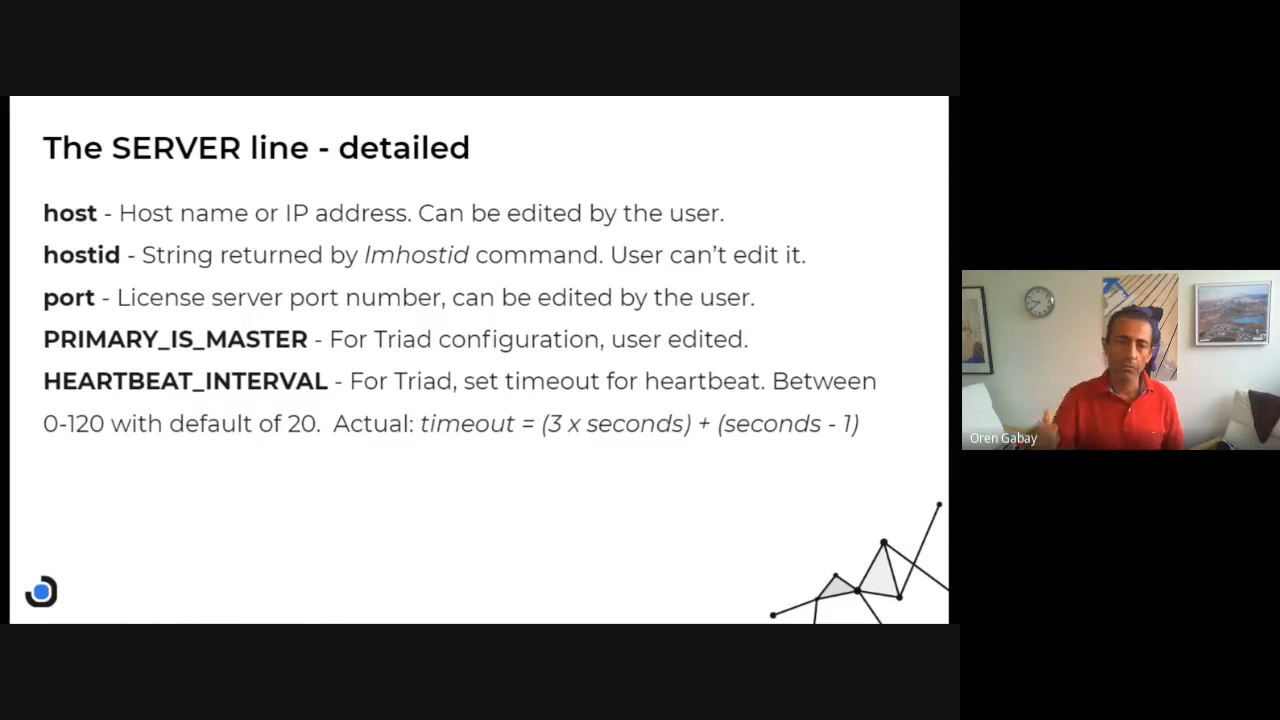 The SERVER line - detailed
host - Host name or IP address. Can be edited by the user.
hostid - String returned by lmhostid command. User can’t edit it.
port - License server port number, can be edited by the user.
PRIMARY_IS_MASTER - For Triad configuration, user edited.
HEARTBEAT_INTERVAL - For Triad, set timeout for heartbeat. Between
0-120 with default of 20.  Actual: timeout = (3 x seconds) + (seconds - 1)
Oren Gabay